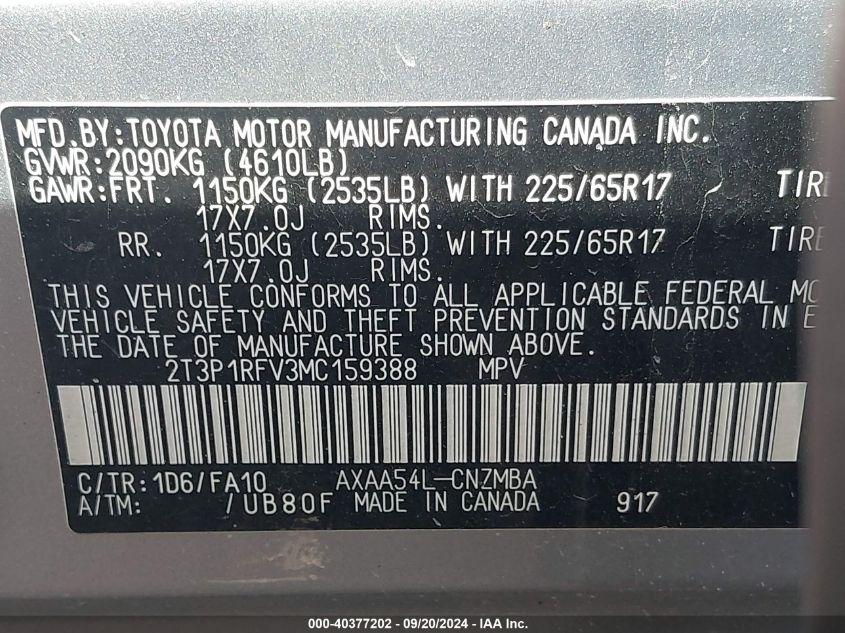 MFD.BY:TOYOTA MOTOR MANUFACTURING CANADA INC.
GVWR:2090KG (4610LB)
GAWR:FRT. 1150KG (2535LB) WITH 225/65R17 TIRE
17X7.0J RIMS.
RR. 1150KG (2535LB) WITH 225/65R17 TIRE
17X7.0J RIMS.
THIS VEHICLE CONFORMS TO ALL APPLICABLE FEDERAL MO
VEHICLE SAFETY AND THEFT PREVENTION STANDARDS IN E
THE DATE OF MANUFACTURE SHOWN ABOVE.
2T3P1RFV3MC159388 MPV
C/TR:1D6/FA10 AXAA54L-CNZMBA
A/TM: /UB80F MADE IN CANADA 917
000-40377202 - 09/20/2024 - IAA Inc.